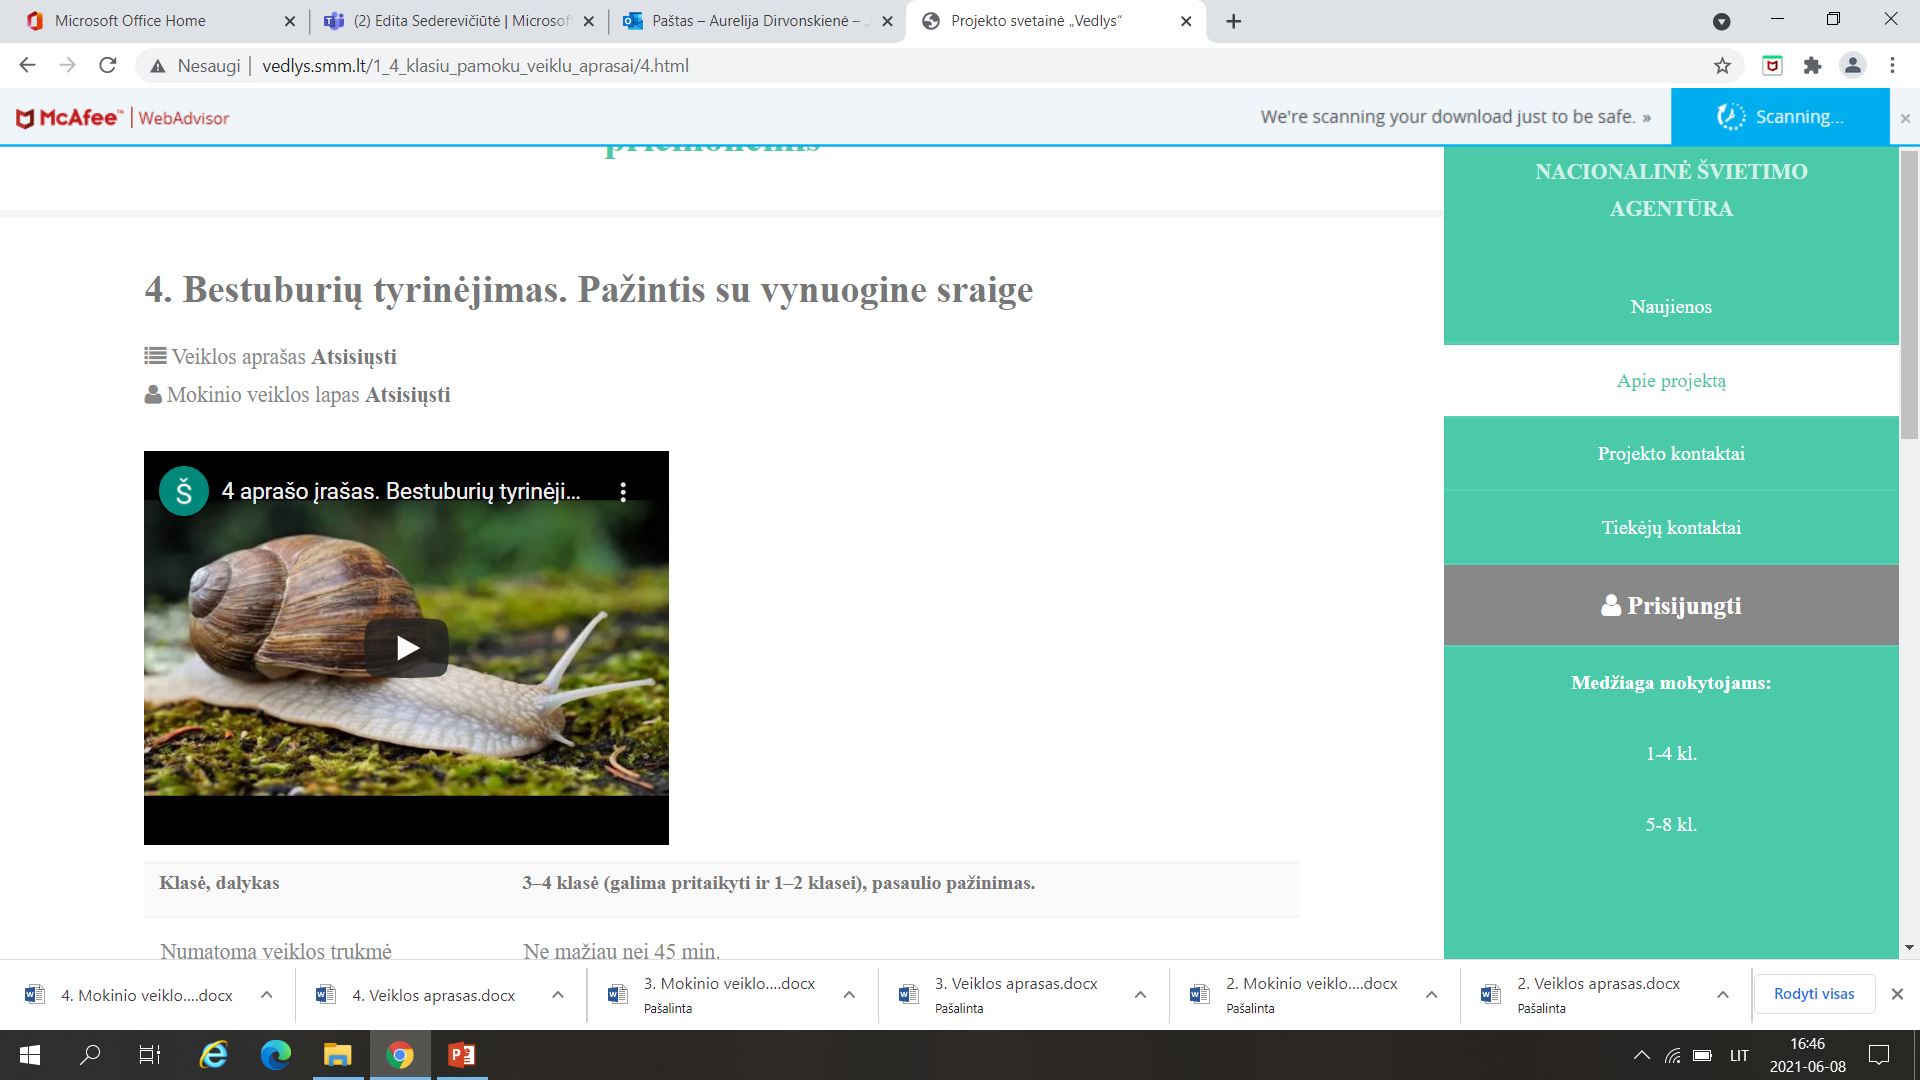 Microsoft Office Home
(2) Edita Sederevičiūtė | Microsof
Paštas – Aurelija Dirvonskienė –
Projekto svetainė „Vedlys“
Nesaugi
vedlys.smm.lt/1_4_klasiu_pamoku_veiklu_aprasai/4.html
McAfee™ | WebAdvisor
We're scanning your download just to be safe. »
Scanning...
priemonėmis
NACIONALINĖ ŠVIETIMO
AGENTŪRA
Naujienos
Apie projektą
Projekto kontaktai
Tiekėjų kontaktai
Prisijungti
Medžiaga mokytojams:
1-4 kl.
5-8 kl.
4. Bestuburių tyrinėjimas. Pažintis su vynuogine sraige
Veiklos aprašas Atsisiųsti
Mokinio veiklos lapas Atsisiųsti
Š
4 aprašo įrašas. Bestuburių tyrinėji...
Klasė, dalykas
3–4 klasė (galima pritaikyti ir 1–2 klasei), pasaulio pažinimas.
Numatoma veiklos trukmė
Ne mažiau nei 45 min.
4. Mokinio veiklo....docx
4. Veiklos aprasas.docx
3. Mokinio veiklo....docx
Pašalinta
3. Veiklos aprasas.docx
Pašalinta
2. Mokinio veiklo....docx
Pašalinta
2. Veiklos aprasas.docx
Pašalinta
Rodyti visas
LIT
16:46
2021-06-08